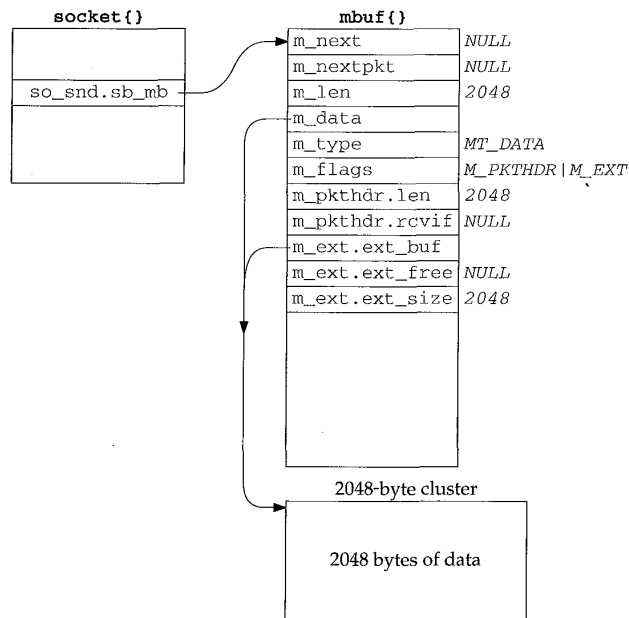 socket{}
mbuf{}
m_next NULL
m_nextpkt NULL
so_snd.sb_mb
m_len 2048
m_data
m_type MT_DATA
m_flags M_PKTHDR|M_EXT
m_pkthdr.len 2048
m_pkthdr.rcvif NULL
m_ext.ext_buf
m_ext.ext_free NULL
m_ext.ext_size 2048
2048-byte cluster
2048 bytes of data